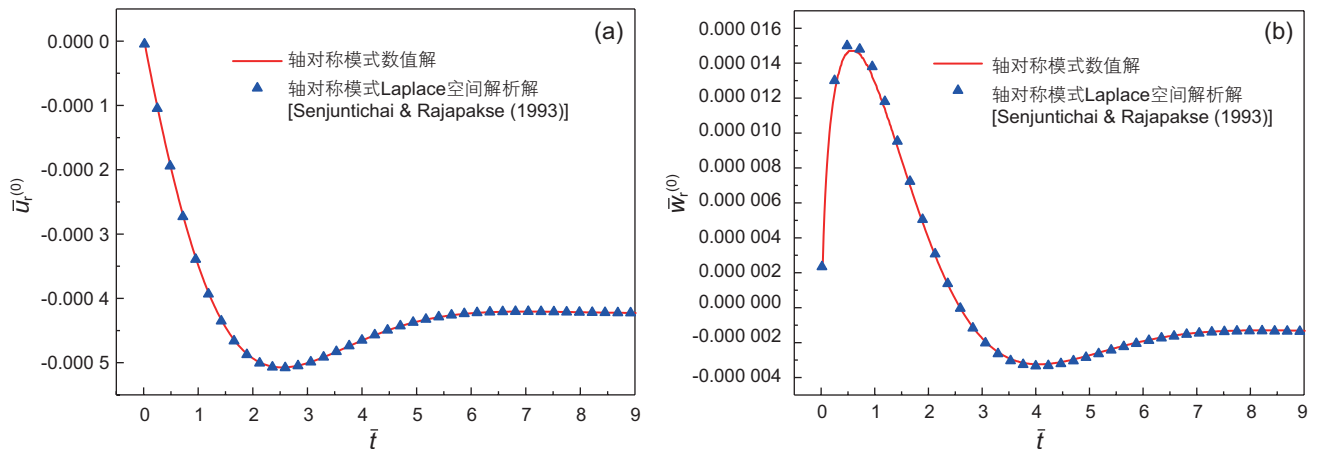 (a)
0.000 0
-0.000 1
-0.000 2
-0.000 3
-0.000 4
-0.000 5
ūr(0)
轴对称模式数值解
轴对称模式Laplace空间解析解
[Senjuntichai & Rajapakse (1993)]
0 1 2 3 4 5 6 7 8 9
t̄
(b)
0.000 016
0.000 014
0.000 012
0.000 010
0.000 008
0.000 006
0.000 004
0.000 002
0.000 000
-0.000 002
-0.000 004
w̄r(0)
轴对称模式数值解
轴对称模式Laplace空间解析解
[Senjuntichai & Rajapakse (1993)]
0 1 2 3 4 5 6 7 8 9
t̄